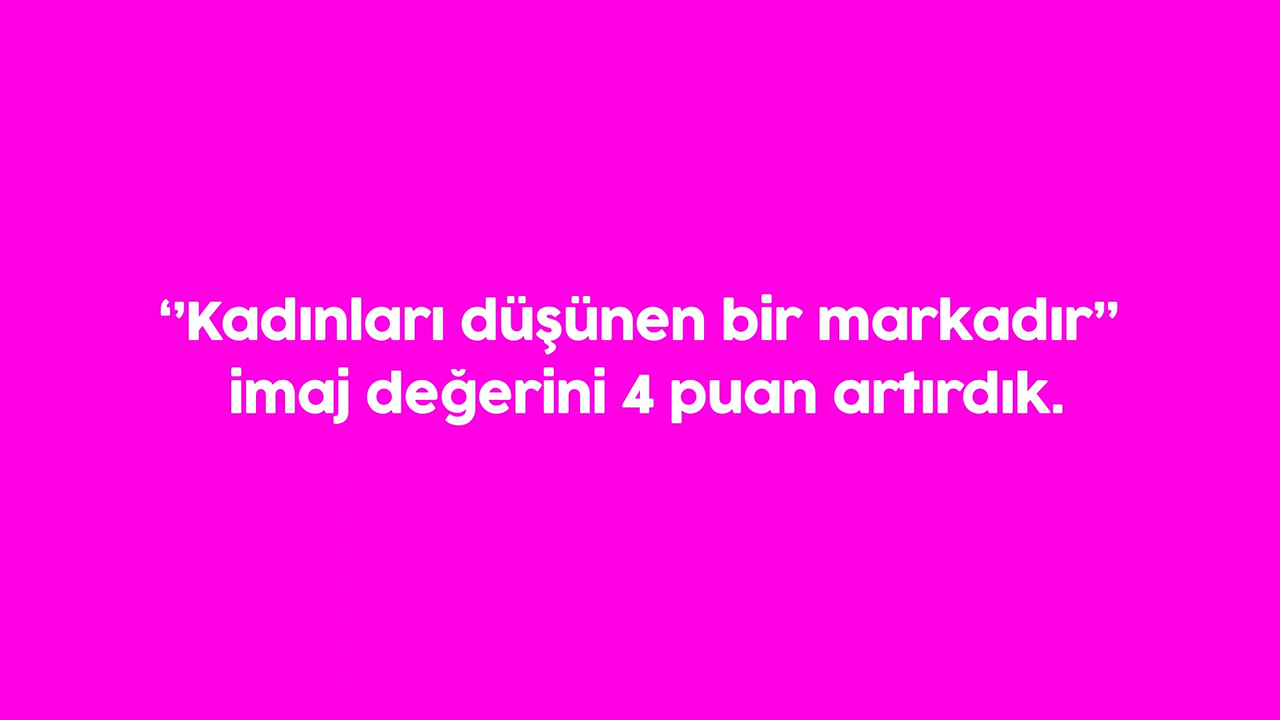 ‘’Kadınları düşünen bir markadır”
imaj değerini 4 puan artırdık.